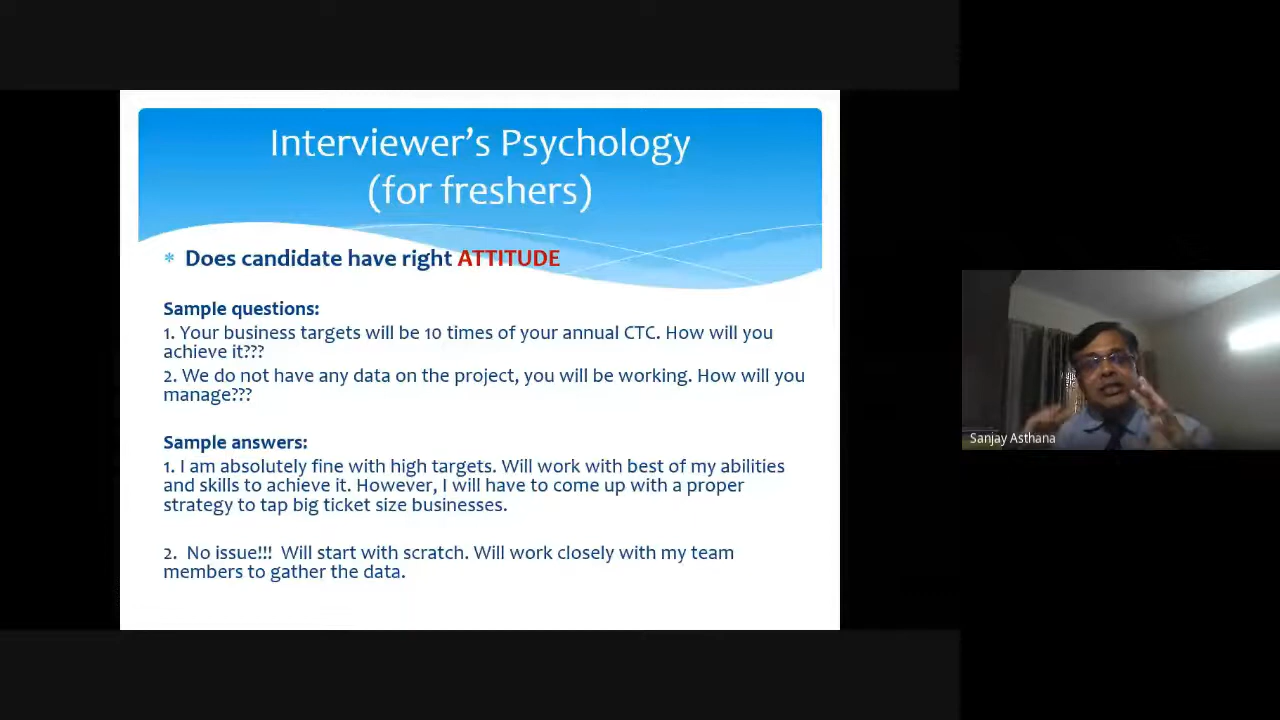 Interviewer’s Psychology
(for freshers)
* Does candidate have right ATTITUDE
Sample questions:
1. Your business targets will be 10 times of your annual CTC. How will you
achieve it???
2. We do not have any data on the project, you will be working. How will you
manage???
Sample answers:
1. I am absolutely fine with high targets. Will work with best of my abilities
and skills to achieve it. However, I will have to come up with a proper
strategy to tap big ticket size businesses.
2. No issue!!! Will start with scratch. Will work closely with my team
members to gather the data.
Sanjay Asthana